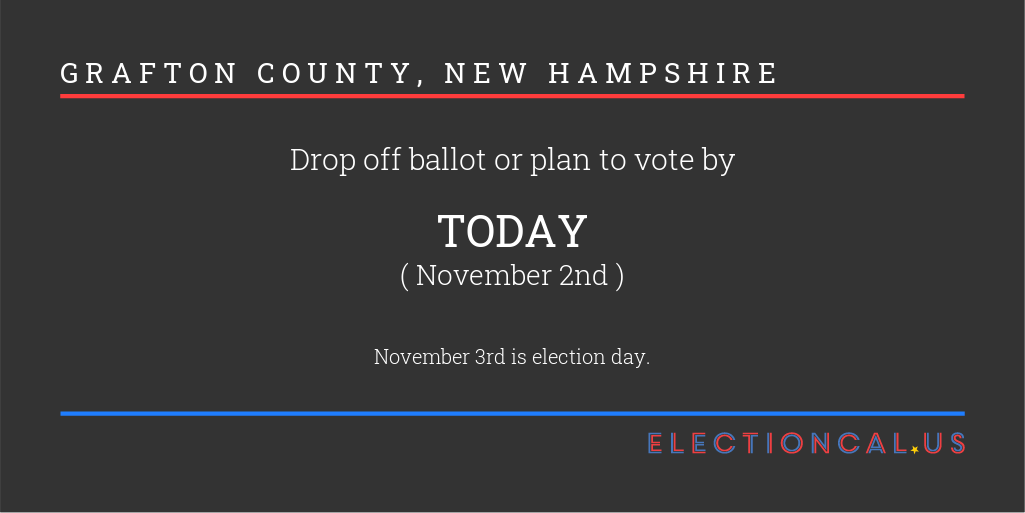 GRAFTON COUNTY, NEW HAMPSHIRE
Drop off ballot or plan to vote by
TODAY
( November 2nd )
November 3rd is election day.
ELECTIONCAL.US